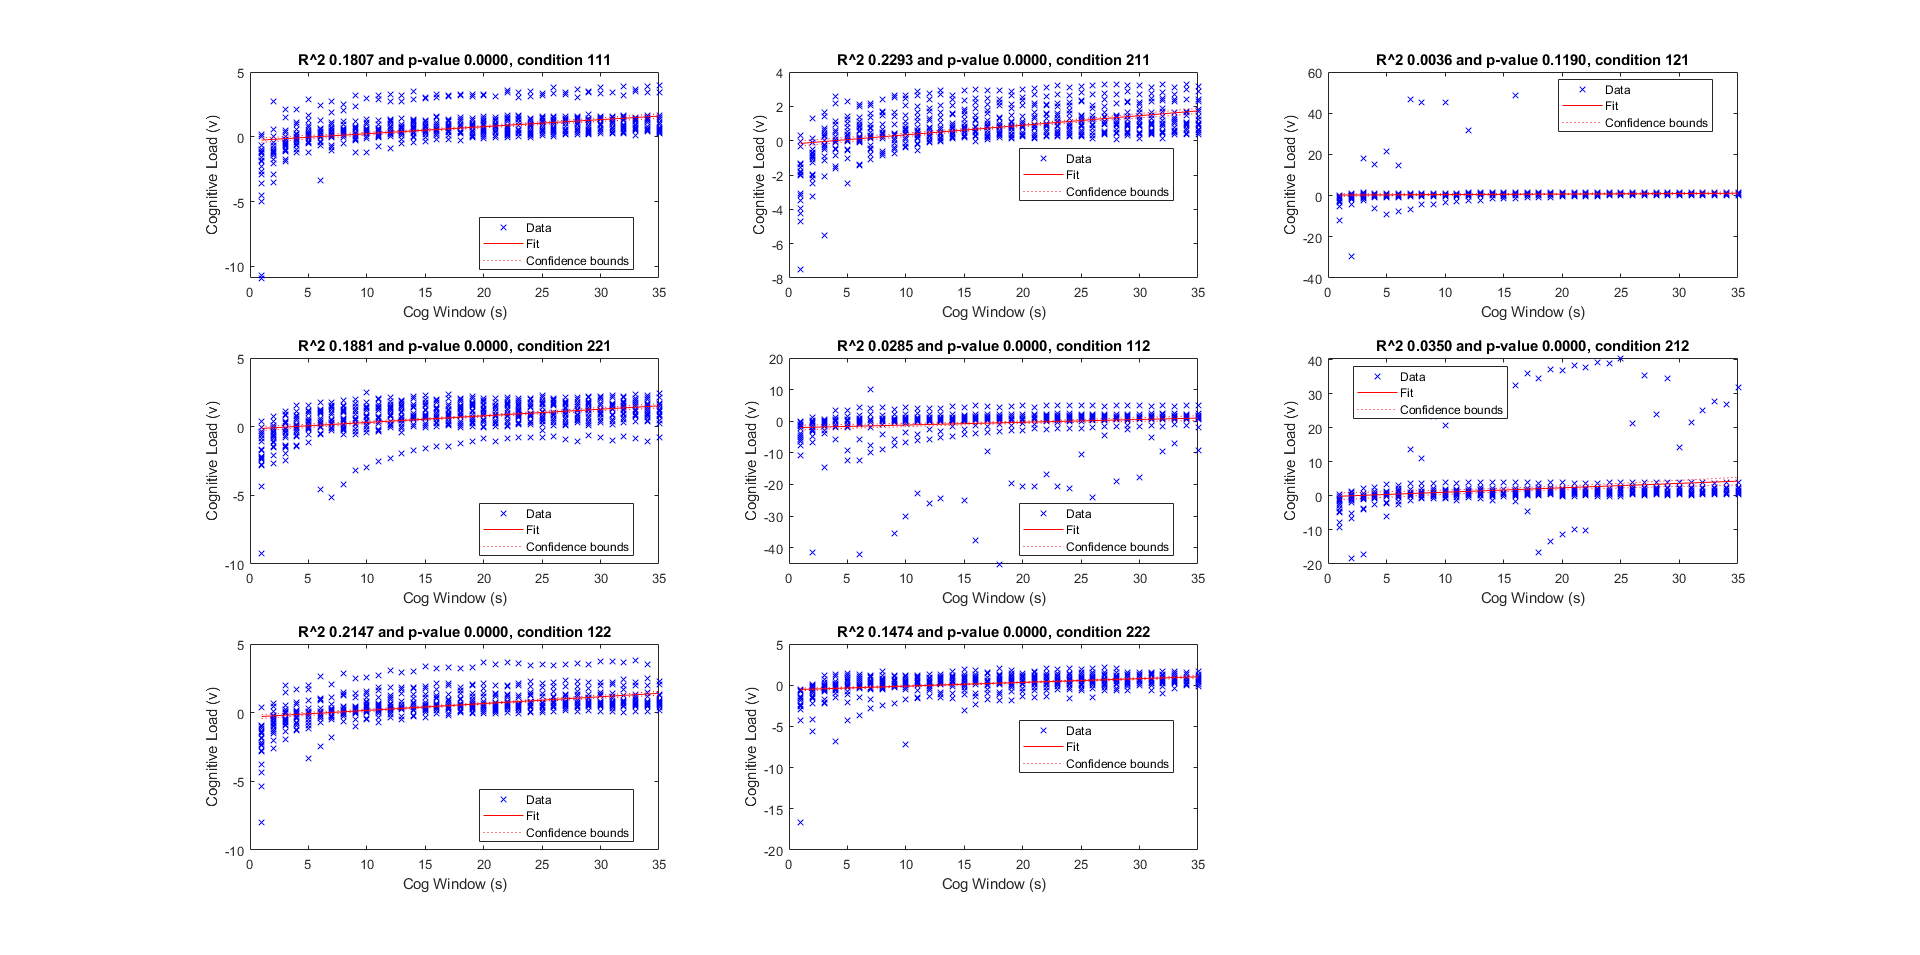 R^2 0.1807 and p-value 0.0000, condition 111
5
0
-5
-10
Cognitive Load (v)
Data
Fit
Confidence bounds
0 5 10 15 20 25 30 35
Cog Window (s)
R^2 0.2293 and p-value 0.0000, condition 211
4
2
0
-2
-4
-6
-8
Cognitive Load (v)
Data
Fit
Confidence bounds
0 5 10 15 20 25 30 35
Cog Window (s)
R^2 0.0036 and p-value 0.1190, condition 121
60
40
20
0
-20
-40
Cognitive Load (v)
Data
Fit
Confidence bounds
0 5 10 15 20 25 30 35
Cog Window (s)
R^2 0.1881 and p-value 0.0000, condition 221
5
0
-5
-10
Cognitive Load (v)
Data
Fit
Confidence bounds
0 5 10 15 20 25 30 35
Cog Window (s)
R^2 0.0285 and p-value 0.0000, condition 112
20
10
0
-10
-20
-30
-40
Cognitive Load (v)
Data
Fit
Confidence bounds
0 5 10 15 20 25 30 35
Cog Window (s)
R^2 0.0350 and p-value 0.0000, condition 212
40
30
20
10
0
-10
-20
Cognitive Load (v)
Data
Fit
Confidence bounds
0 5 10 15 20 25 30 35
Cog Window (s)
R^2 0.2147 and p-value 0.0000, condition 122
5
0
-5
-10
Cognitive Load (v)
Data
Fit
Confidence bounds
0 5 10 15 20 25 30 35
Cog Window (s)
R^2 0.1474 and p-value 0.0000, condition 222
5
0
-5
-10
-15
-20
Cognitive Load (v)
Data
Fit
Confidence bounds
0 5 10 15 20 25 30 35
Cog Window (s)